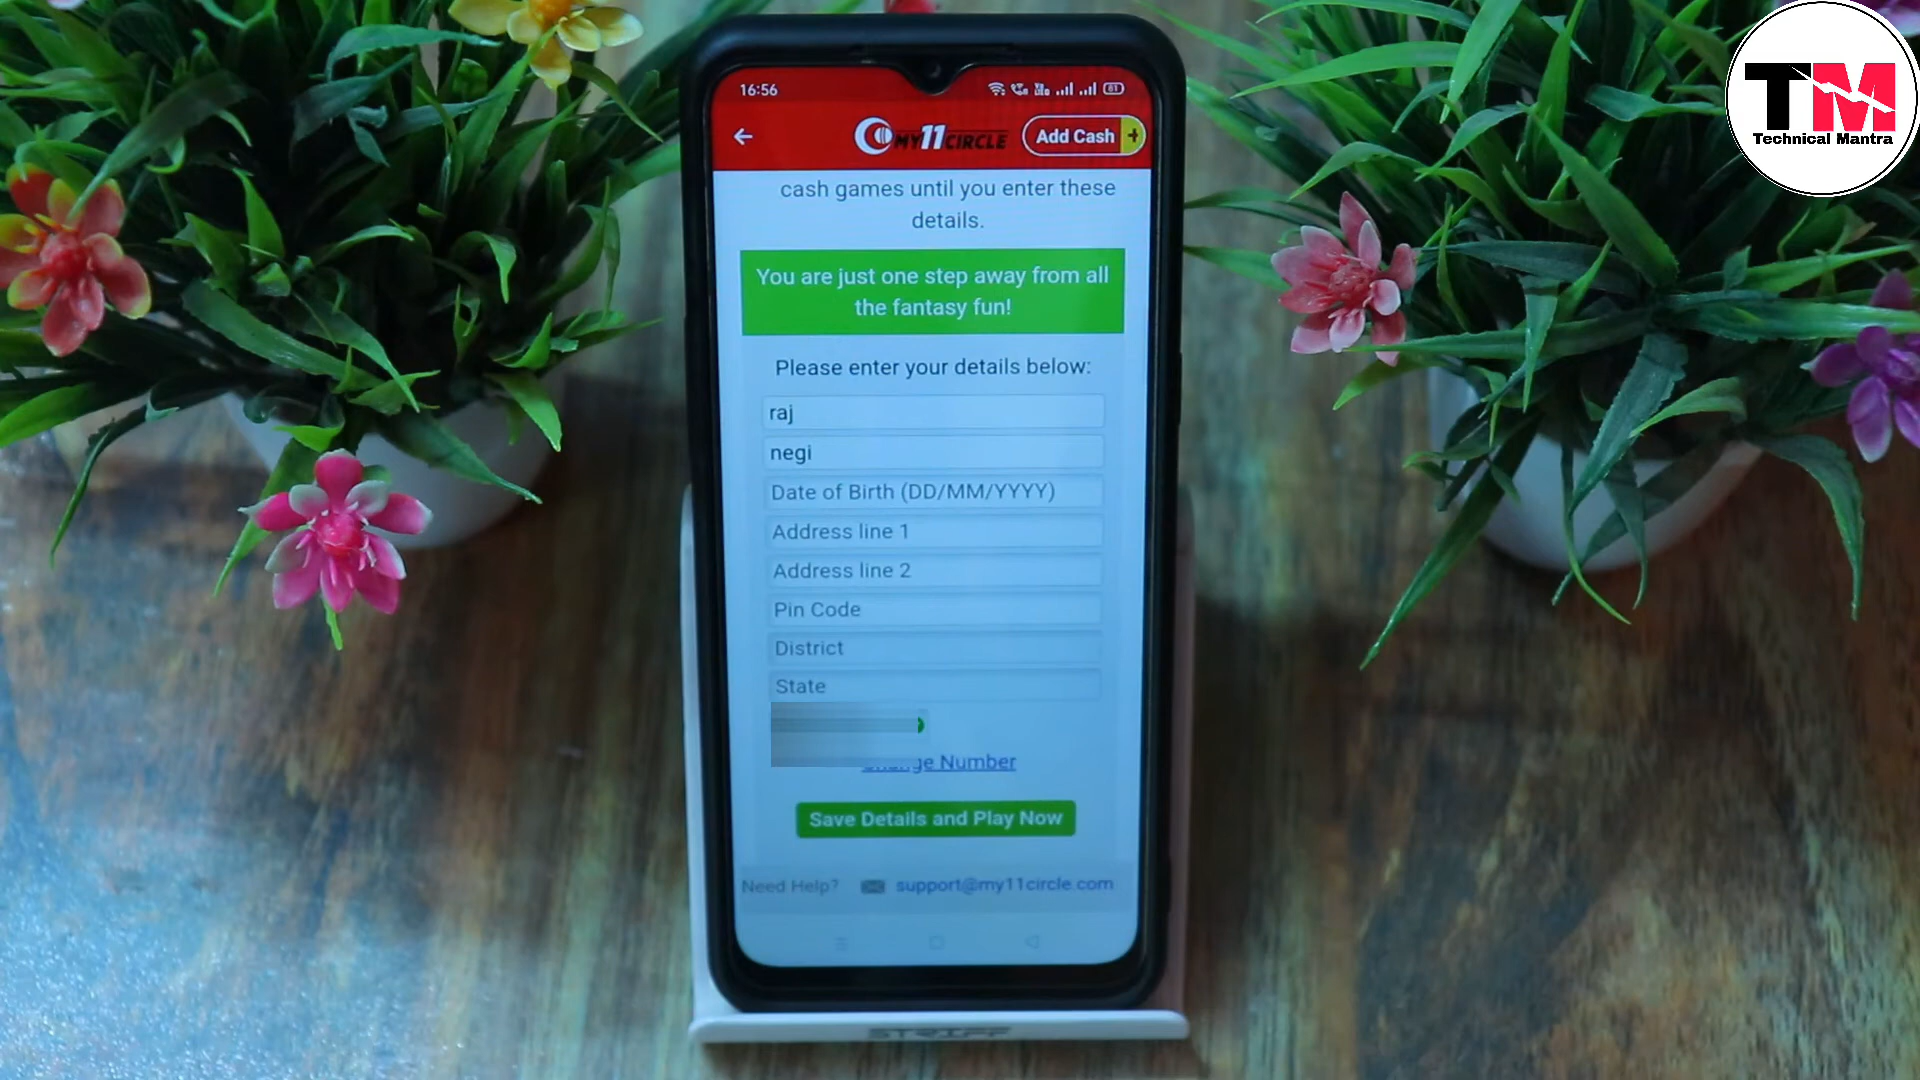 16:56
MY11CIRCLE
Add Cash +
cash games until you enter these
details.
You are just one step away from all
the fantasy fun!
Please enter your details below:
raj
negi
Date of Birth (DD/MM/YYYY)
Address line 1
Address line 2
Pin Code
District
State
Change Number
Save Details and Play Now
Need Help? support@my11circle.com
STRIFF
TM
Technical Mantra